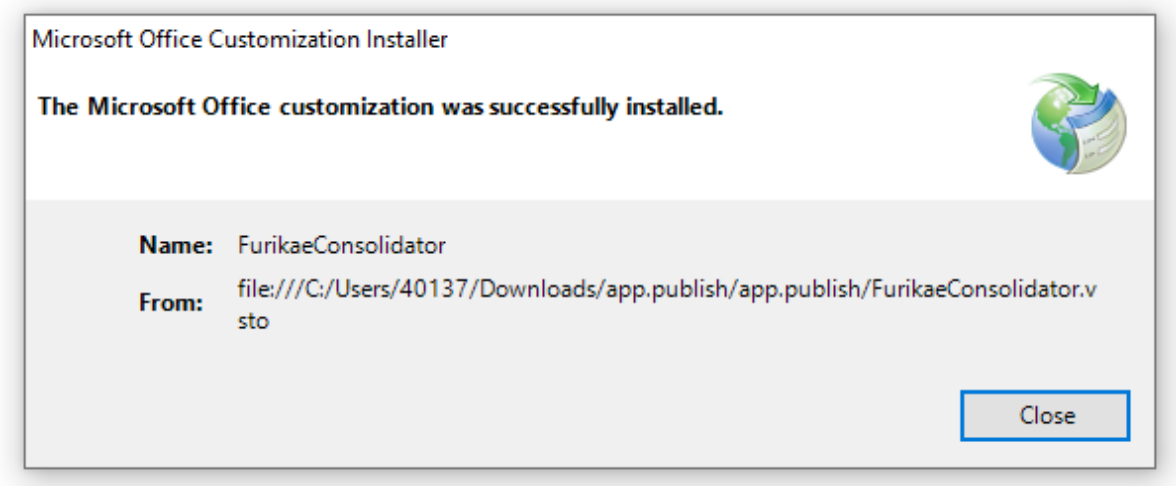 Microsoft Office Customization Installer
The Microsoft Office customization was successfully installed.
Name: FurikaeConsolidator
From: file:///C:/Users/40137/Downloads/app.publish/app.publish/FurikaeConsolidator.v
sto
Close